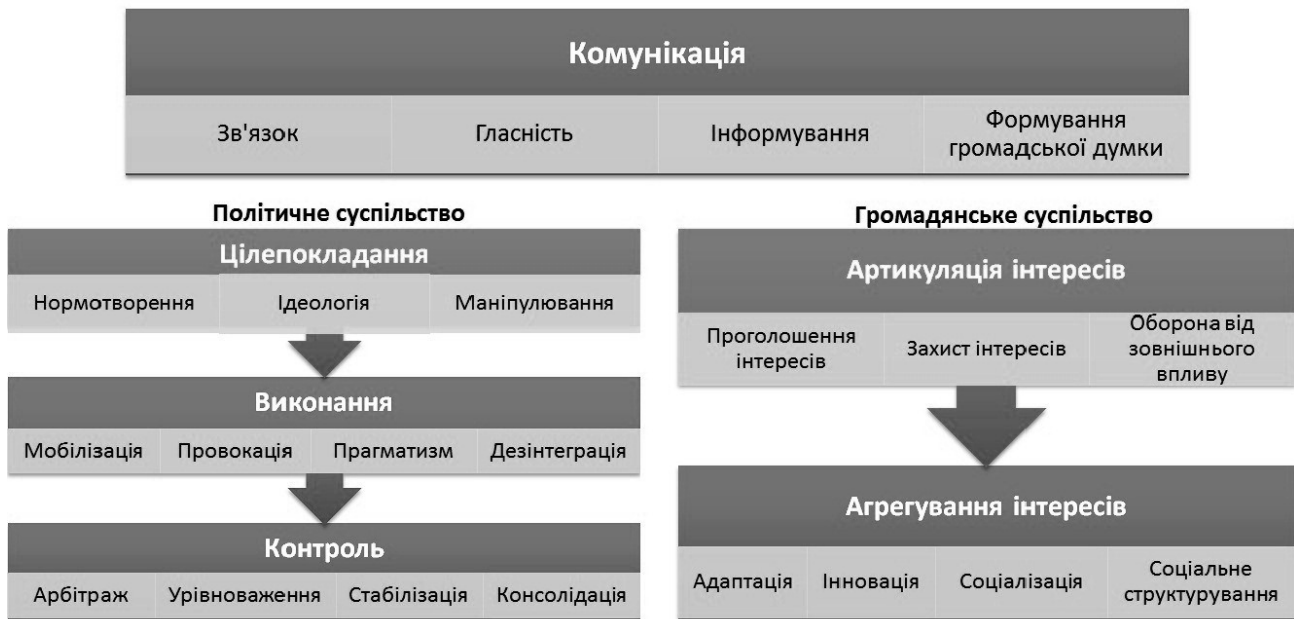 Комунікація
Зв'язок
Гласність
Інформування
Формування
громадської думки
Політичне суспільство
Цілепокладання
Нормотворення
Ідеологія
Маніпулювання
Виконання
Мобілізація
Провокація
Прагматизм
Дезінтеграція
Контроль
Арбітраж
Урівноваження
Стабілізація
Консолідація
Громадянське суспільство
Артикуляція інтересів
Проголошення
інтересів
Захист інтересів
Оборона від
зовнішнього
впливу
Агрегування інтересів
Адаптація
Інновація
Соціалізація
Соціальне
структурування